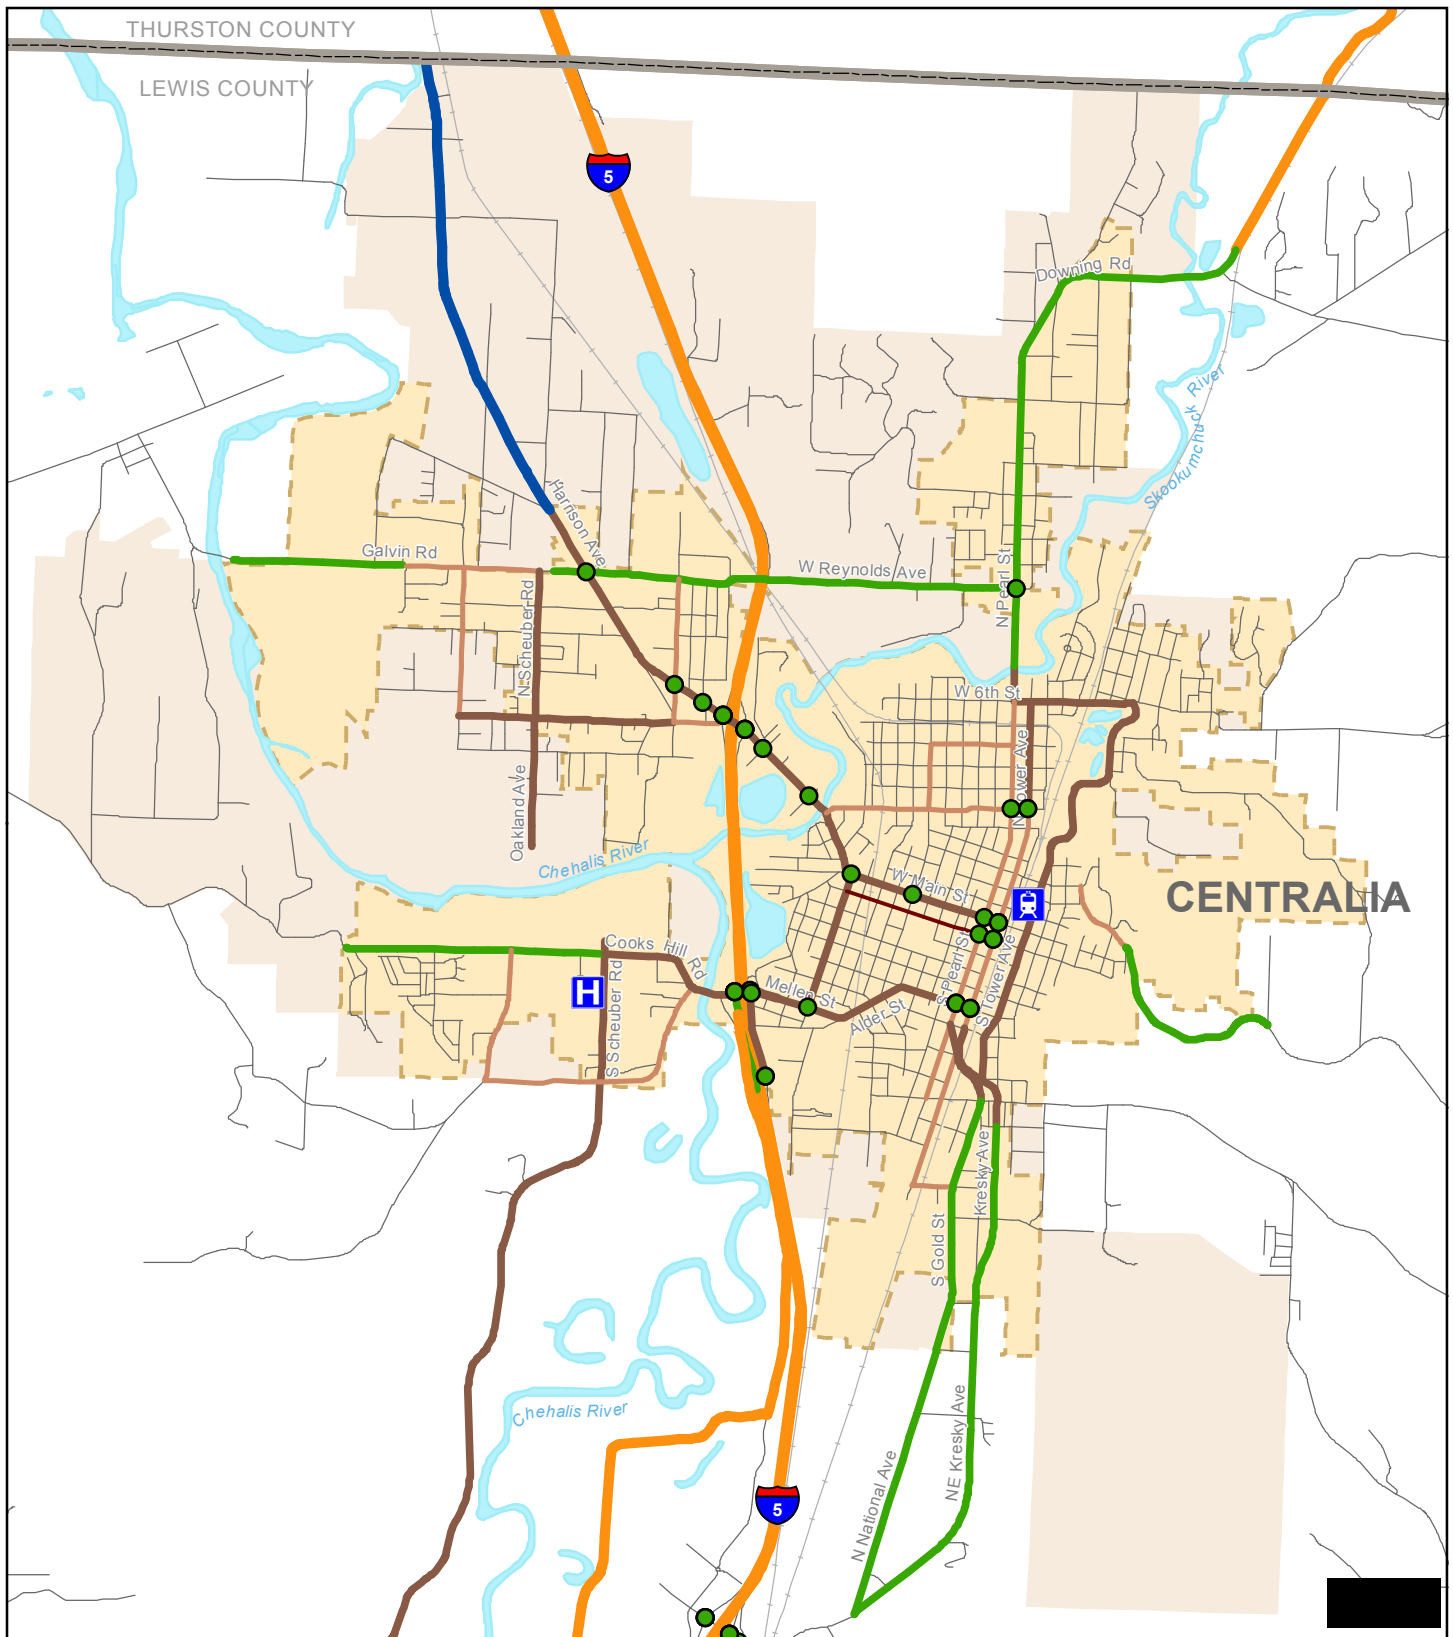 THURSTON COUNTY
LEWIS COUNTY
5
Downing Rd
Skookumchuck River
Harrison Ave
Galvin Rd
W Reynolds Ave
N Pearl St
N Scheuber Rd
W 6th St
N Tower Ave
Oakland Ave
Chehalis River
W Main St
CENTRALIA
Cooks Hill Rd
H
S Scheuber Rd
Mellen St
Alder St
S Pearl St
S Tower Ave
Kresky Ave
S Gold St
Chehalis River
NE Kresky Ave
N National Ave
5